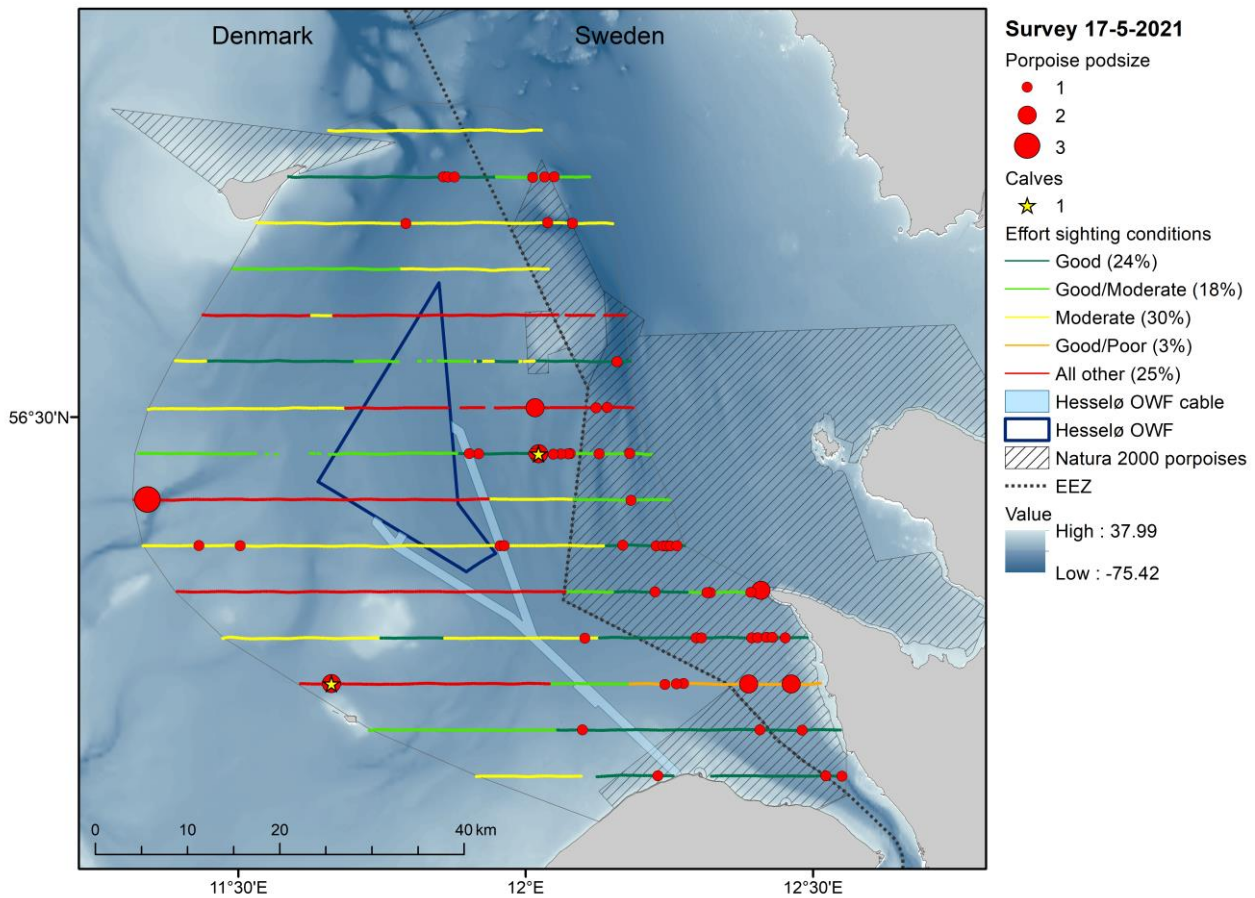 Denmark
Sweden
56°30'N
0
10
20
40 km
11°30'E
12°E
12°30'E
Survey 17-5-2021
Porpoise podsize
1
2
3
Calves
1
Effort sighting conditions
Good (24%)
Good/Moderate (18%)
Moderate (30%)
Good/Poor (3%)
All other (25%)
Hesselø OWF cable
Hesselø OWF
Natura 2000 porpoises
EEZ
Value
High : 37.99
Low : -75.42